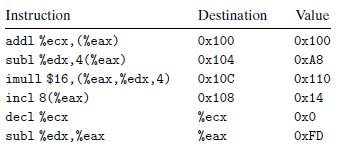 Instruction Destination Value
addl %ecx,(%eax) 0x100 0x100
subl %edx,4(%eax) 0x104 0xA8
imull $16,(%eax,%edx,4) 0x10C 0x110
incl 8(%eax) 0x108 0x14
decl %ecx %ecx 0x0
subl %edx,%eax %eax 0xFD